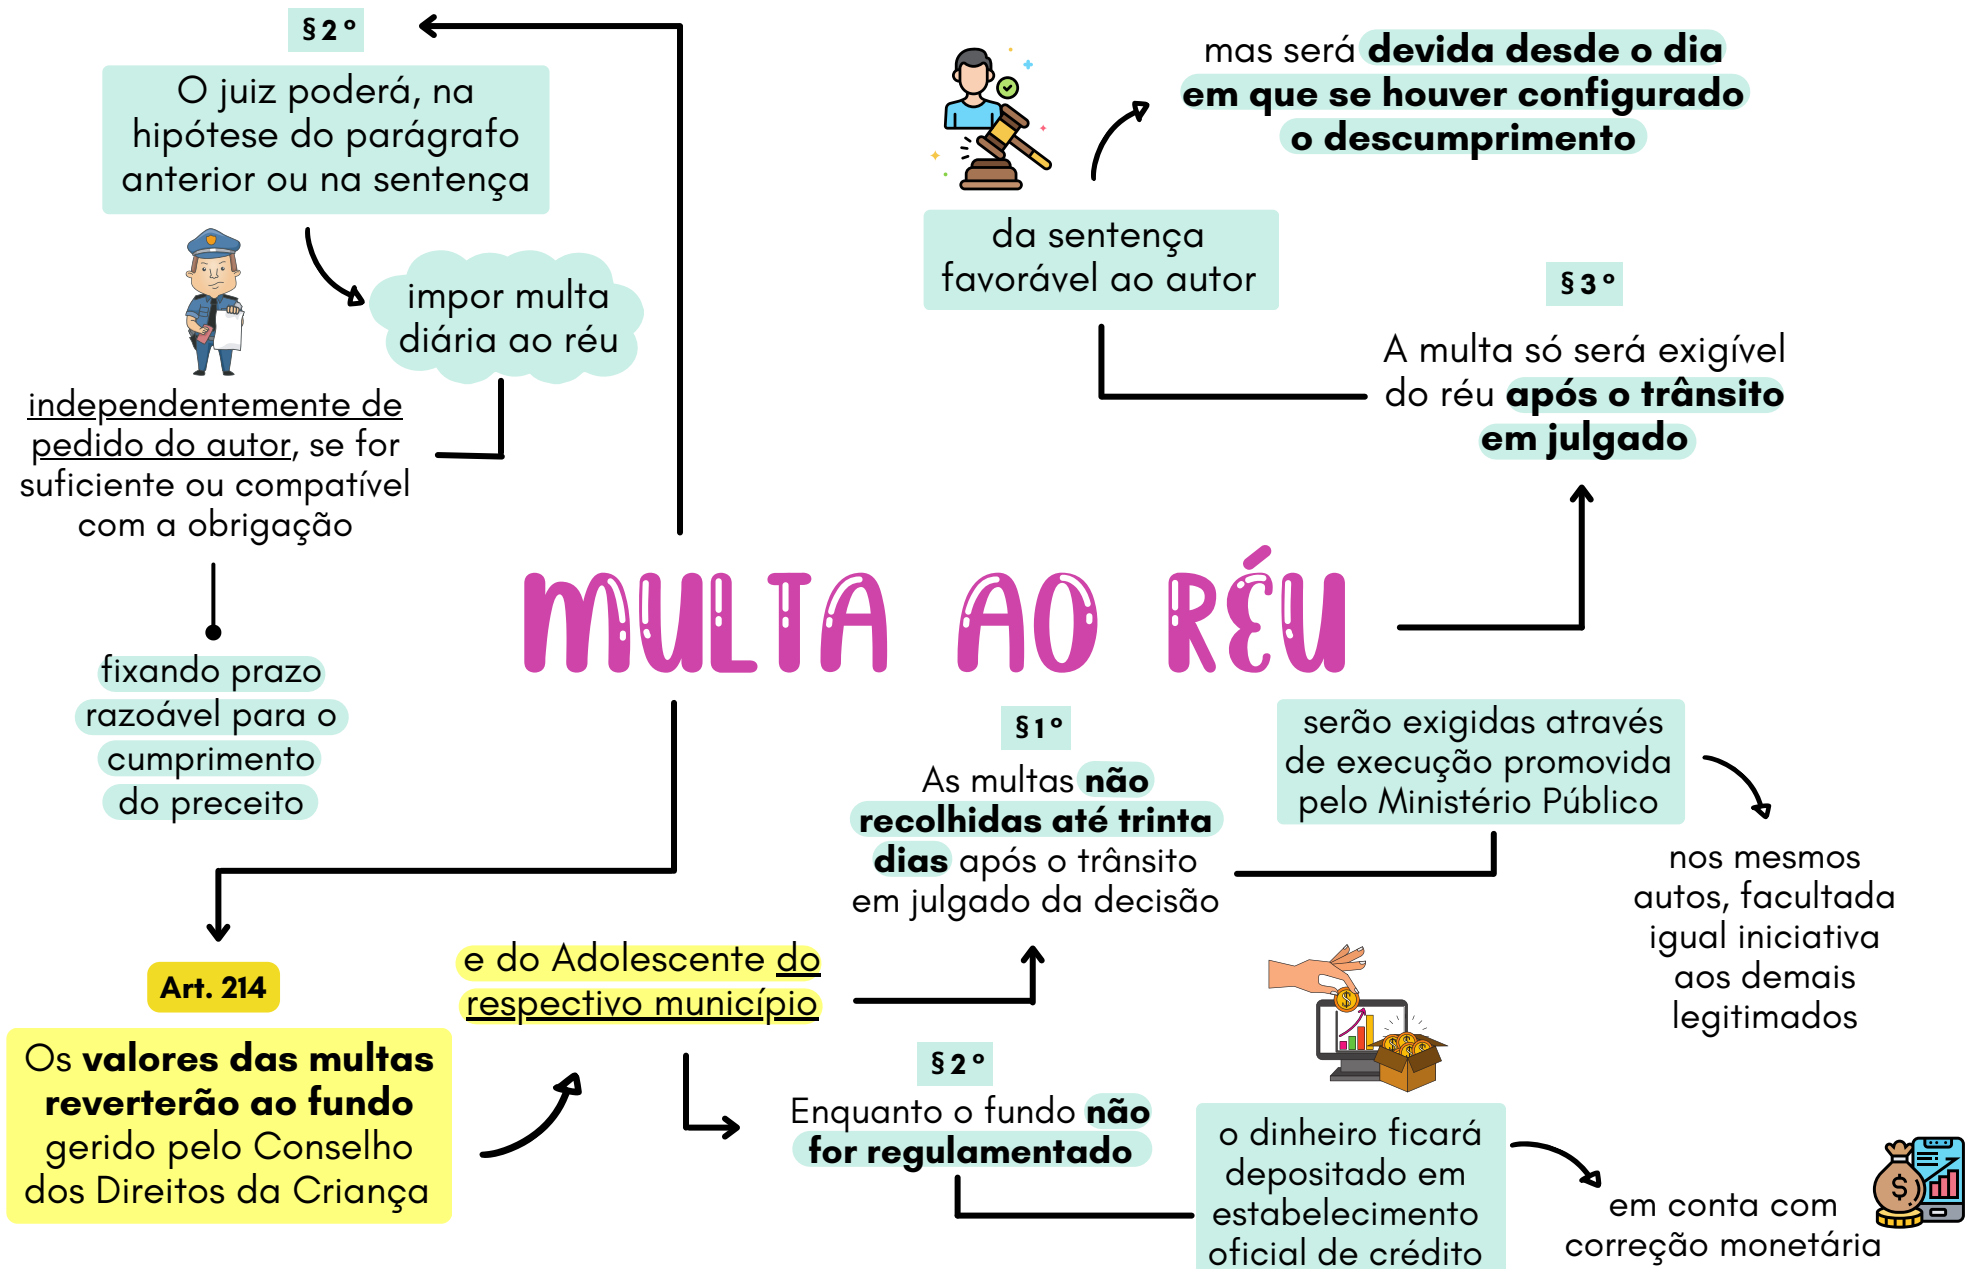 § 2 º
O juiz poderá, na
hipótese do parágrafo
anterior ou na sentença
impor multa
diária ao réu
independentemente de
pedido do autor, se for
suficiente ou compatível
com a obrigação
fixando prazo
razoável para o
cumprimento
do preceito
MULTA AO RÉU
§ 3 º
A multa só será exigível
do réu após o trânsito
em julgado
da sentença
favorável ao autor
mas será devida desde o dia
em que se houver configurado
o descumprimento
Art. 214
Os valores das multas
reverterão ao fundo
gerido pelo Conselho
dos Direitos da Criança
e do Adolescente do
respectivo município
§ 1 º
As multas não
recolhidas até trinta
dias após o trânsito
em julgado da decisão
serão exigidas através
de execução promovida
pelo Ministério Público
nos mesmos
autos, facultada
igual iniciativa
aos demais
legitimados
§ 2 º
Enquanto o fundo não
for regulamentado
o dinheiro ficará
depositado em
estabelecimento
oficial de crédito
em conta com
correção monetária